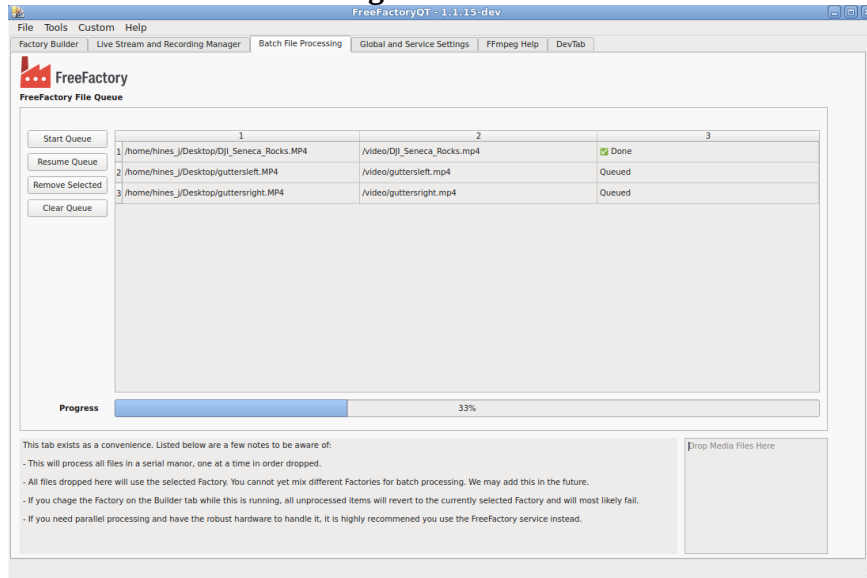 FreeFactoryQT - 1.1.15-dev
File Tools Custom Help
Factory Builder Live Stream and Recording Manager Batch File Processing Global and Service Settings FFmpeg Help DevTab
FreeFactory
FreeFactory File Queue
Start Queue
Resume Queue
Remove Selected
Clear Queue
1 2 3
1 /home/hines_j/Desktop/DJI_Seneca_Rocks.MP4 /video/DJI_Seneca_Rocks.mp4 ✅ Done
2 /home/hines_j/Desktop/guttersleft.MP4 /video/guttersleft.mp4 Queued
3 /home/hines_j/Desktop/guttersright.MP4 /video/guttersright.mp4 Queued
Progress 33%
This tab exists as a convenience. Listed below are a few notes to be aware of:
- This will process all files in a serial manor, one at a time in order dropped.
- All files dropped here will use the selected Factory. You cannot yet mix different Factories for batch processing. We may add this in the future.
- If you chage the Factory on the Builder tab while this is running, all unprocessed items will revert to the currently selected Factory and will most likely fail.
- If you need parallel processing and have the robust hardware to handle it, it is highly recommened you use the FreeFactory service instead.
Drop Media Files Here